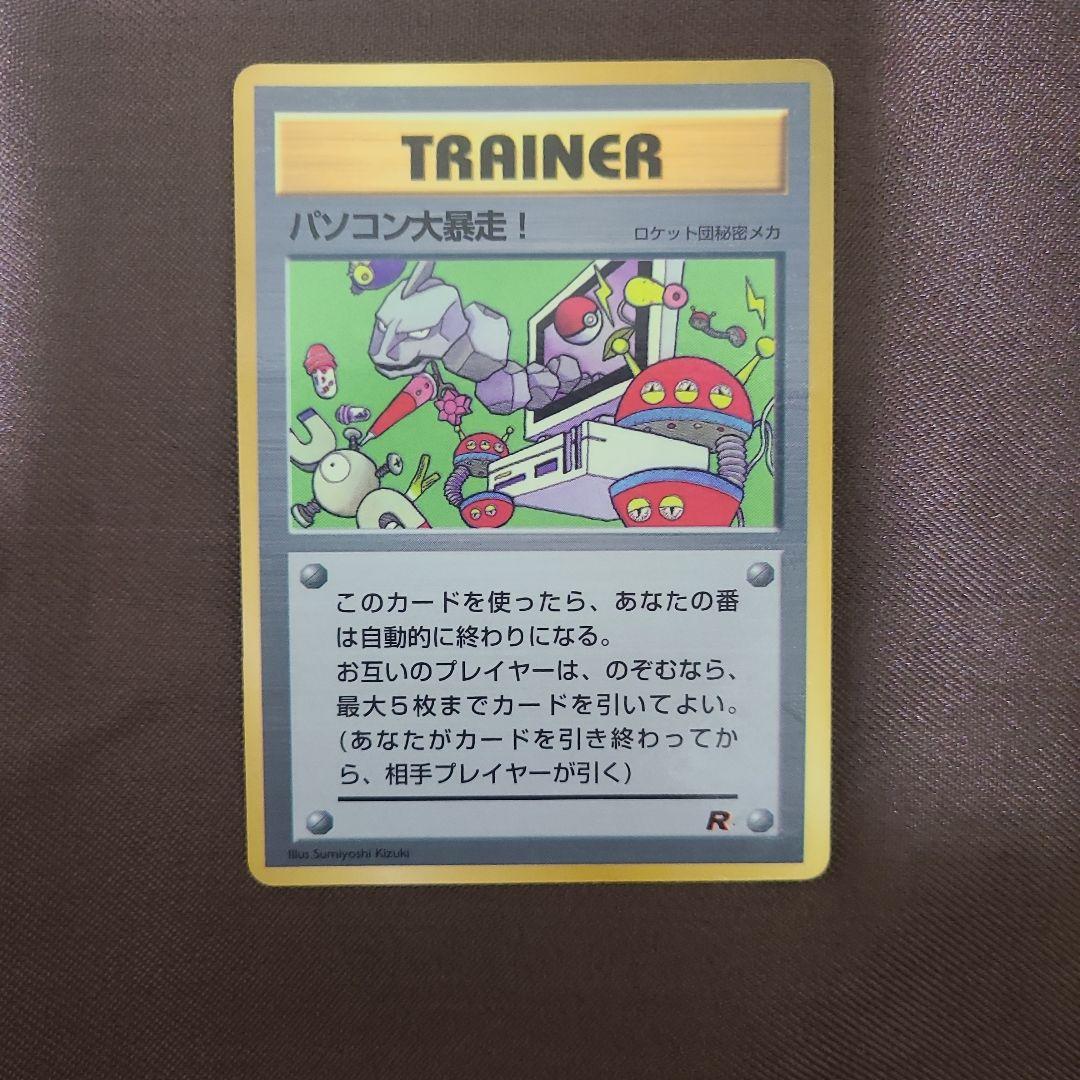 TRAINER
パソコン大暴走！
ロケット団秘密メカ
このカードを使ったら、あなたの番
は自動的に終わりになる。
お互いのプレイヤーは、のぞむなら、
最大5枚までカードを引いてよい。
(あなたがカードを引き終わってか
ら、相手プレイヤーが引く)
R
Illus. Sumiyoshi Kizuki